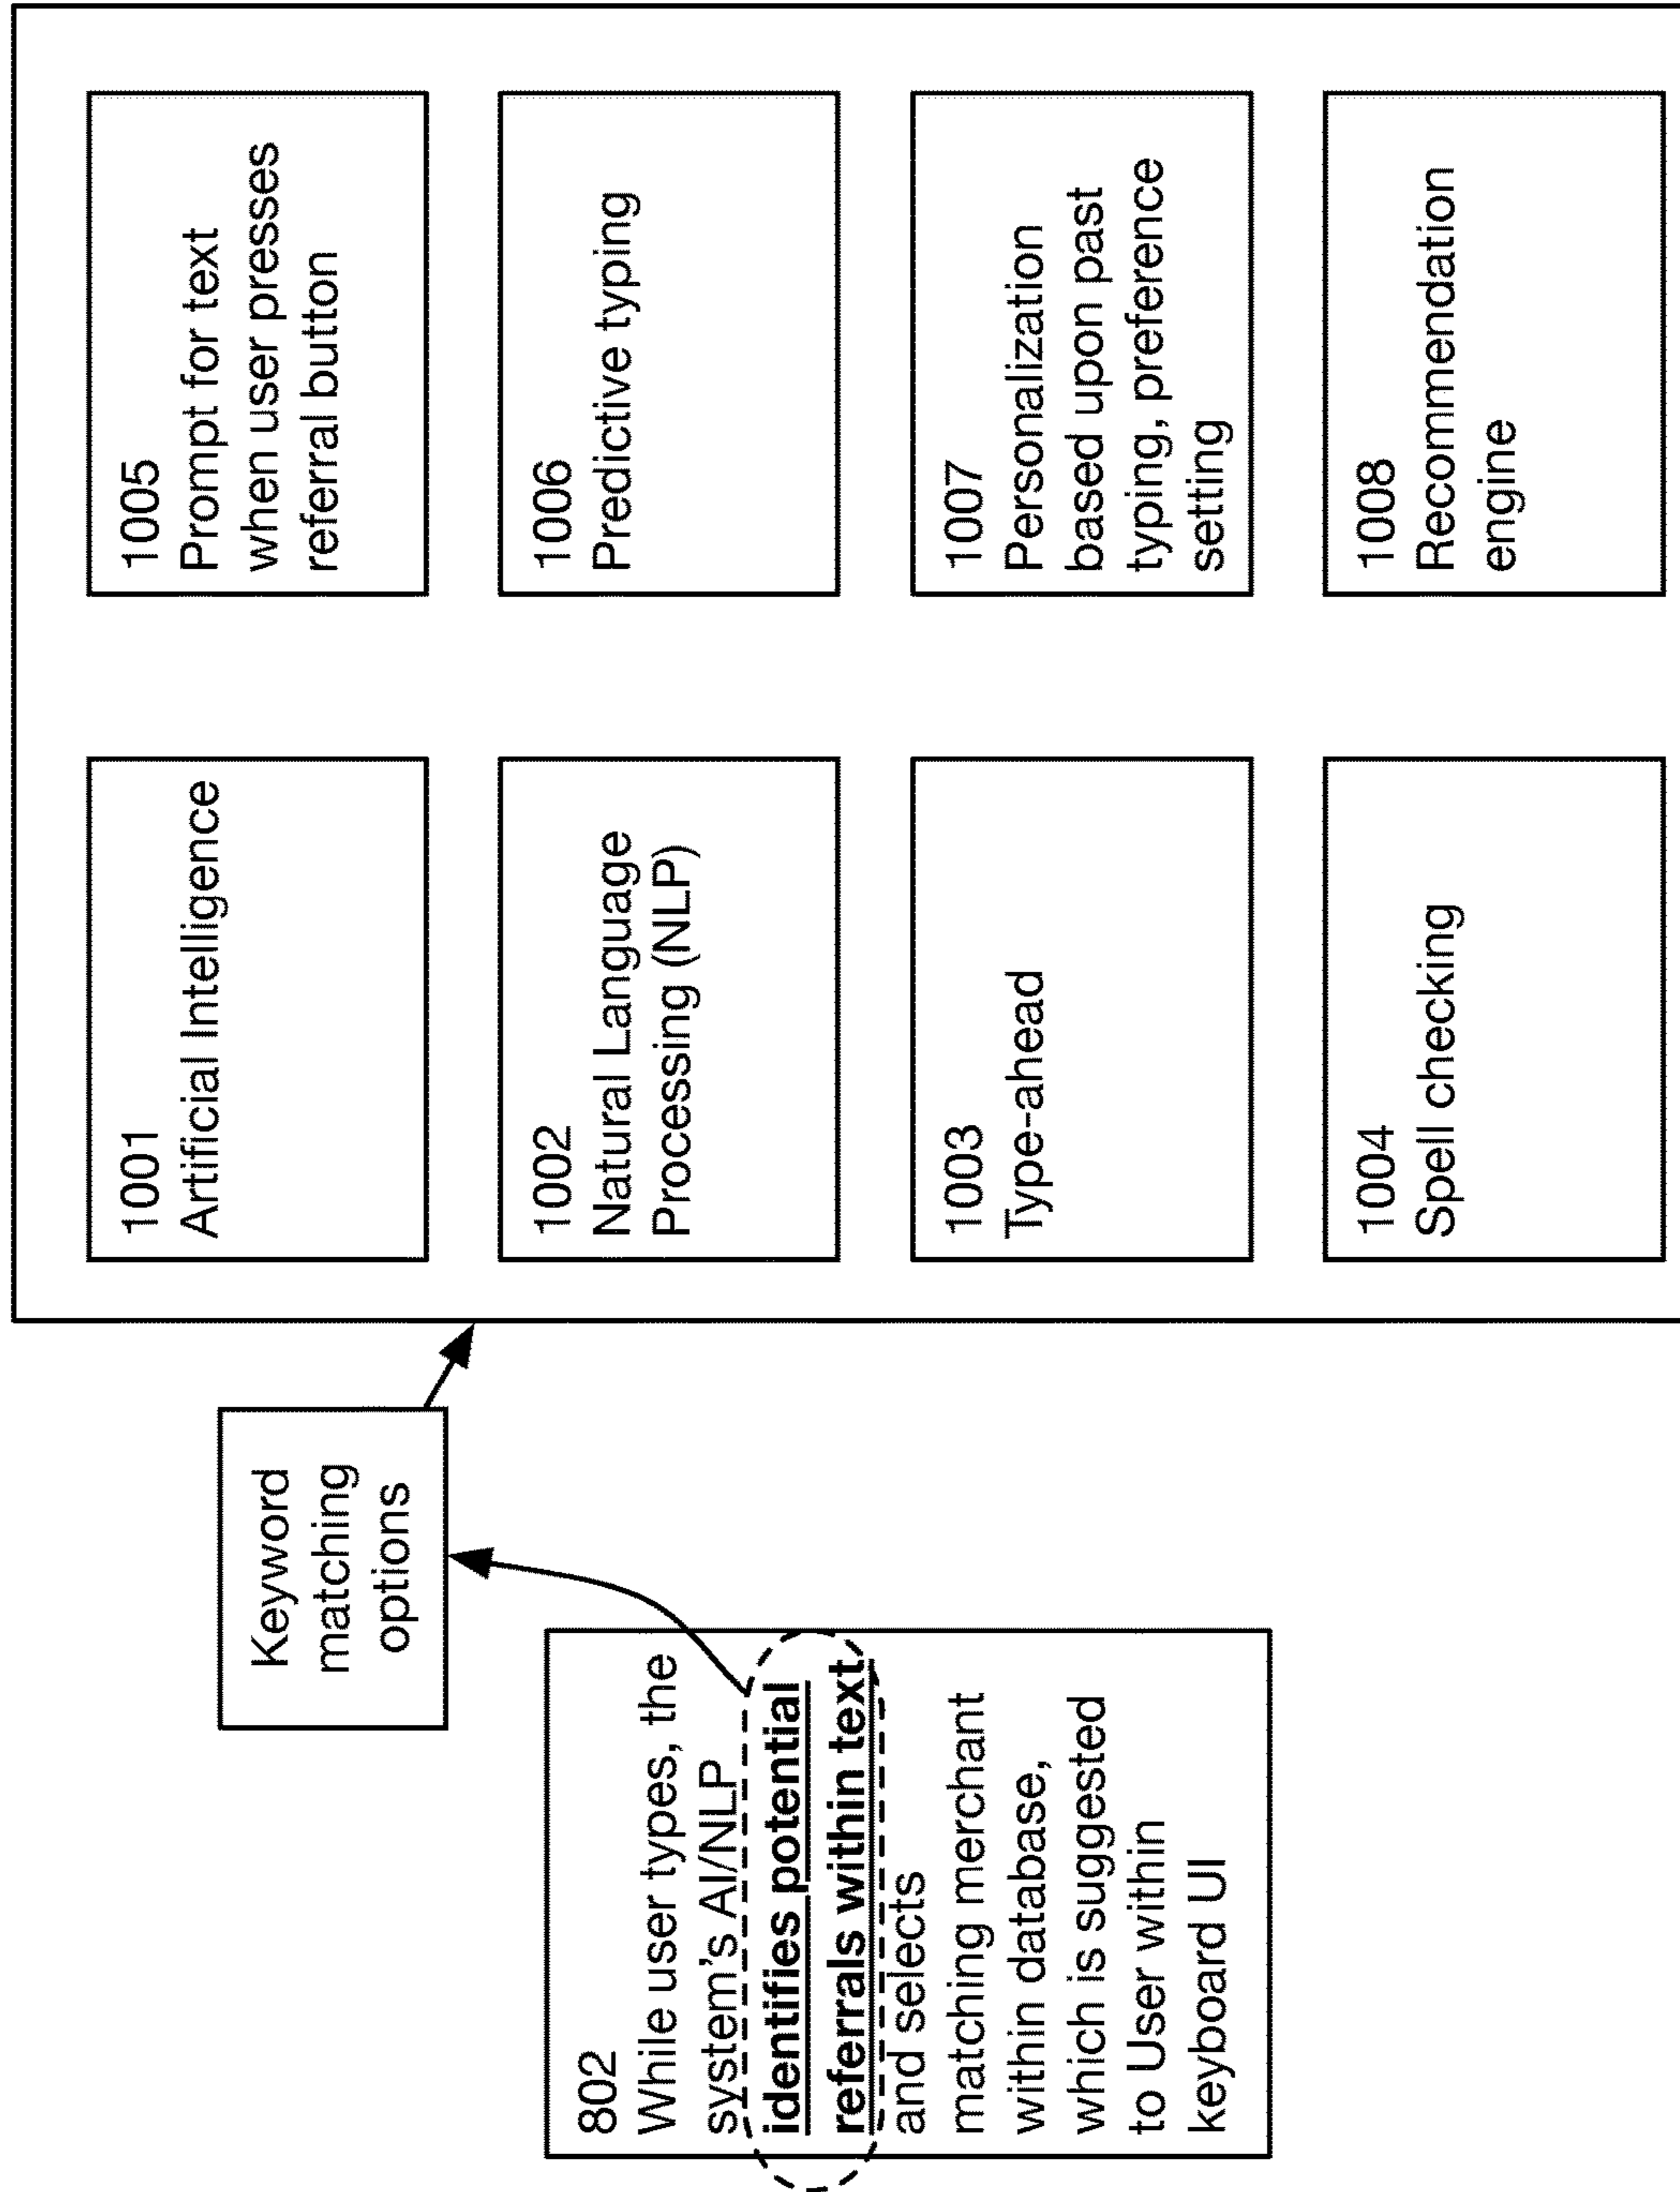 802
While user types, the
system's AI/NLP
identifies potential
referrals within text
and selects
matching merchant
within database,
which is suggested
to User within
keyboard UI
Keyword
matching
options
1001
Artificial Intelligence
1002
Natural Language
Processing (NLP)
1003
Type-ahead
1004
Spell checking
1005
Prompt for text
when user presses
referral button
1006
Predictive typing
1007
Personalization
based upon past
typing, preference
setting
1008
Recommendation
engine